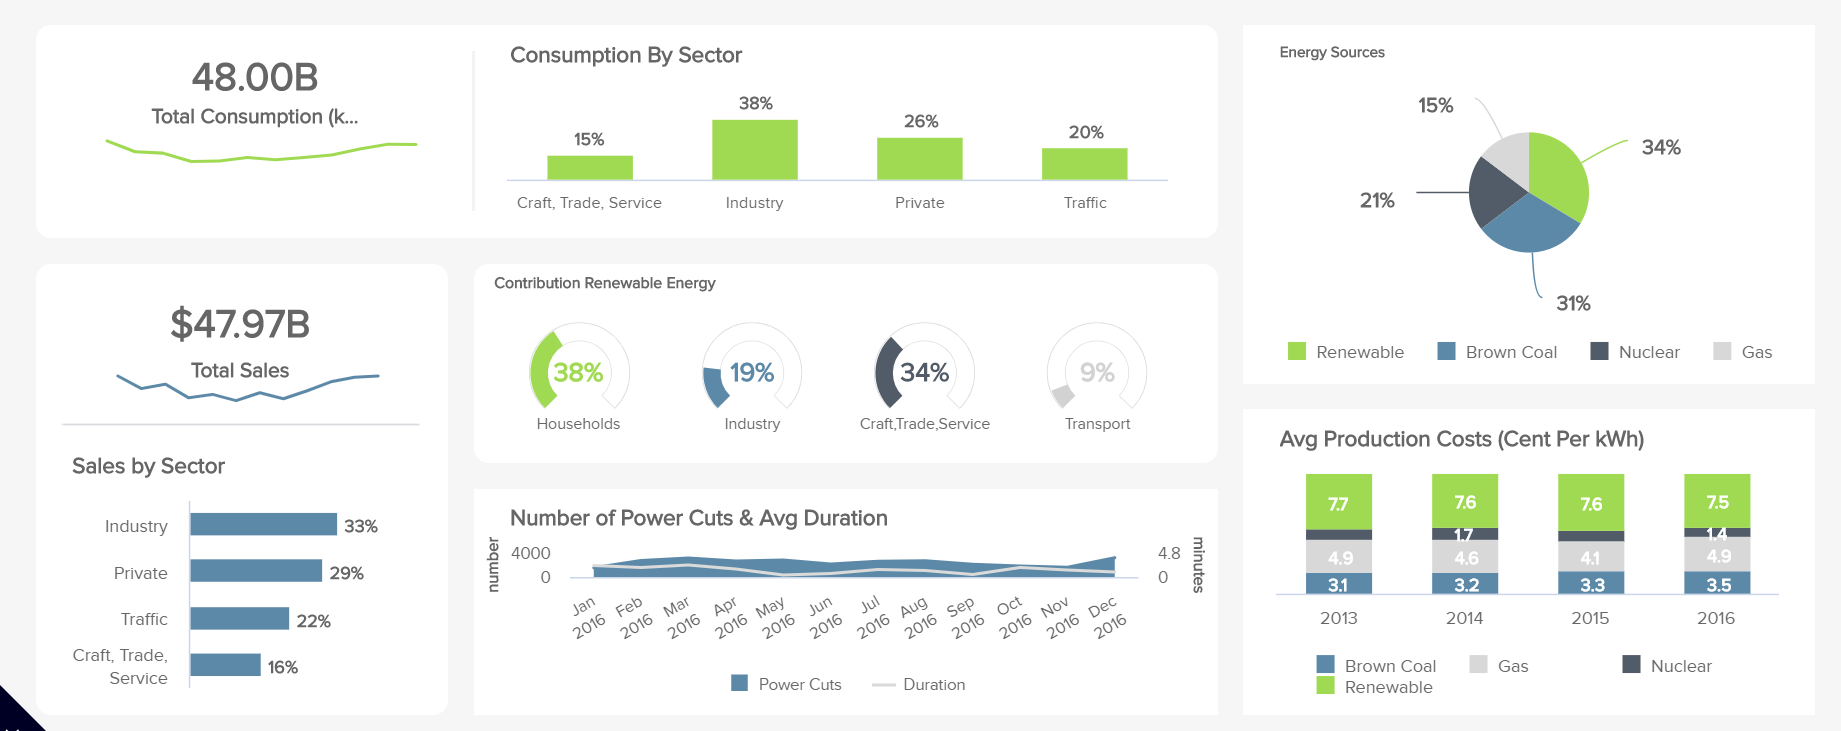 48.00B
Total Consumption (k...
Consumption By Sector
15%
38%
26%
20%
Craft, Trade, Service
Industry
Private
Traffic
Energy Sources
15%
34%
21%
31%
Renewable
Brown Coal
Nuclear
Gas
$47.97B
Total Sales
Sales by Sector
Industry
33%
Private
29%
Traffic
22%
Craft, Trade,
Service
16%
Contribution Renewable Energy
38%
19%
34%
9%
Households
Industry
Craft,Trade,Service
Transport
Number of Power Cuts & Avg Duration
number
4000
0
4.8
0
minutes
Jan
2016
Feb
2016
Mar
2016
Apr
2016
May
2016
Jun
2016
Jul
2016
Aug
2016
Sep
2016
Oct
2016
Nov
2016
Dec
2016
Power Cuts
Duration
Avg Production Costs (Cent Per kWh)
7.7
7.6
7.6
7.5
1.7
1.4
4.9
4.6
4.1
4.9
3.1
3.2
3.3
3.5
2013
2014
2015
2016
Brown Coal
Gas
Nuclear
Renewable